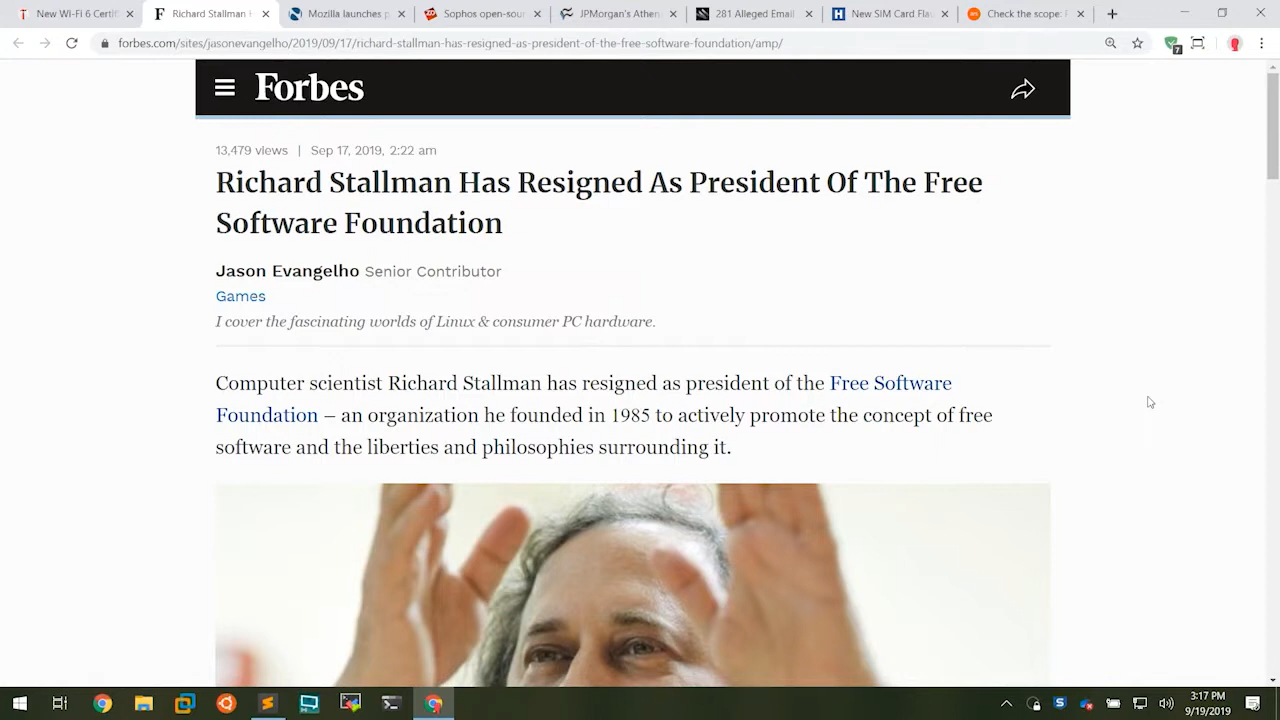 New Wi-Fi 6 Certif
Richard Stallman
Mozilla launches p
Sophos open-sour
JPMorgan's Athen
281 Alleged Email
New SIM Card Fla
Check the scope:
forbes.com/sites/jasonevangelho/2019/09/17/richard-stallman-has-resigned-as-president-of-the-free-software-foundation/amp/
7
Forbes
13,479 views | Sep 17, 2019, 2:22 am
Richard Stallman Has Resigned As President Of The Free
Software Foundation
Jason Evangelho Senior Contributor
Games
I cover the fascinating worlds of Linux & consumer PC hardware.
Computer scientist Richard Stallman has resigned as president of the Free Software
Foundation – an organization he founded in 1985 to actively promote the concept of free
software and the liberties and philosophies surrounding it.
3:17 PM
9/19/2019